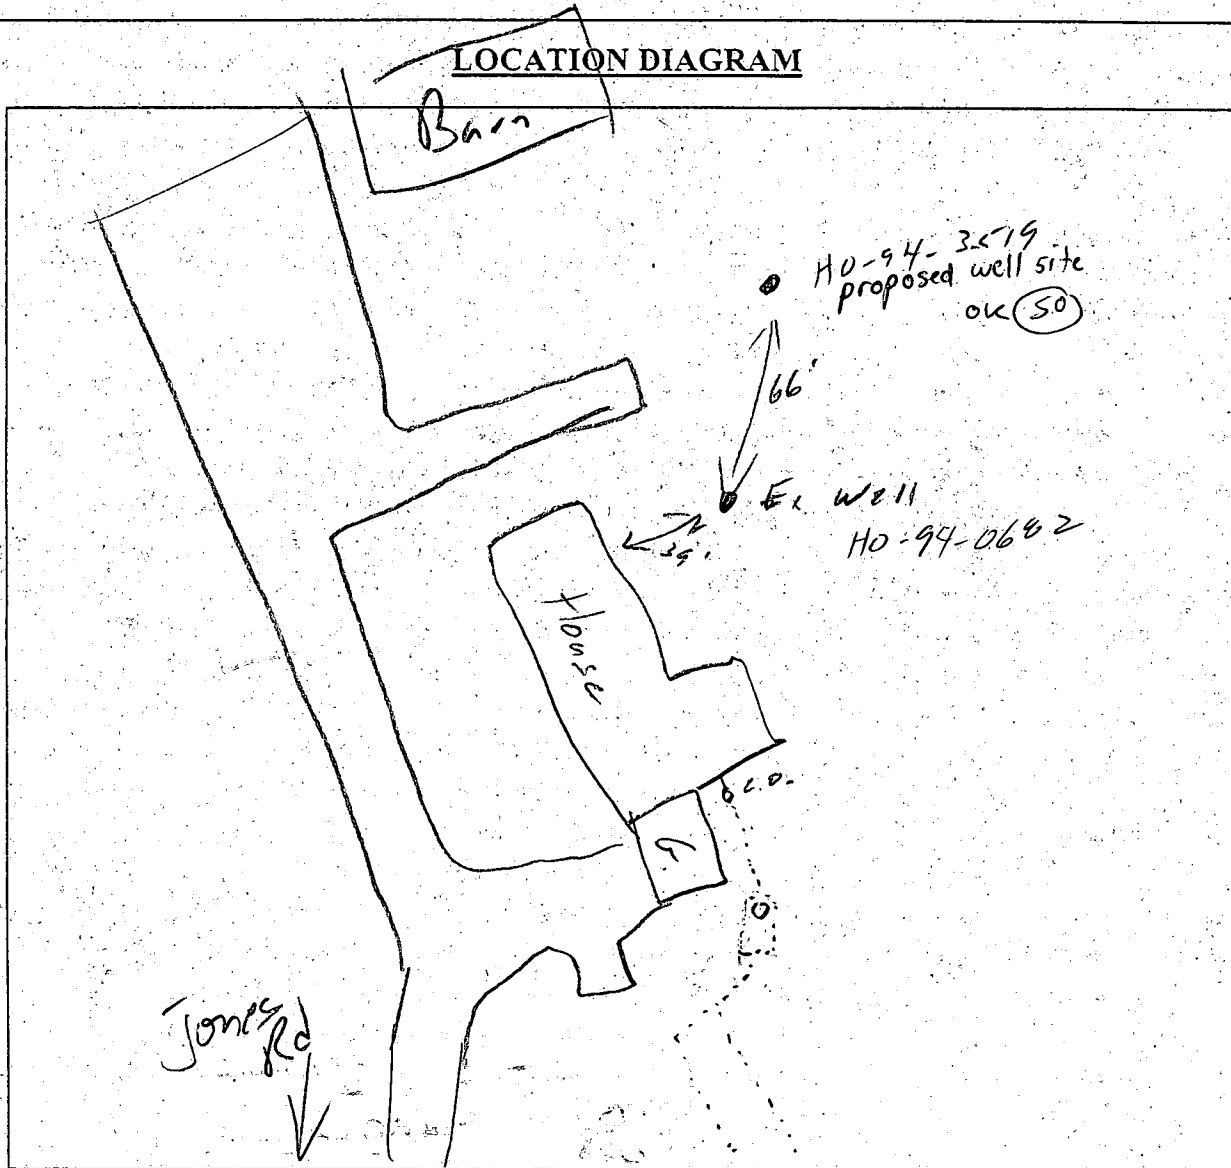 LOCATION DIAGRAM
Barn
HO-94-3519
proposed well site
OK SO
66'
Ex Well
HO-94-0682
39'
House
C.O.
G.
Jones
Rd